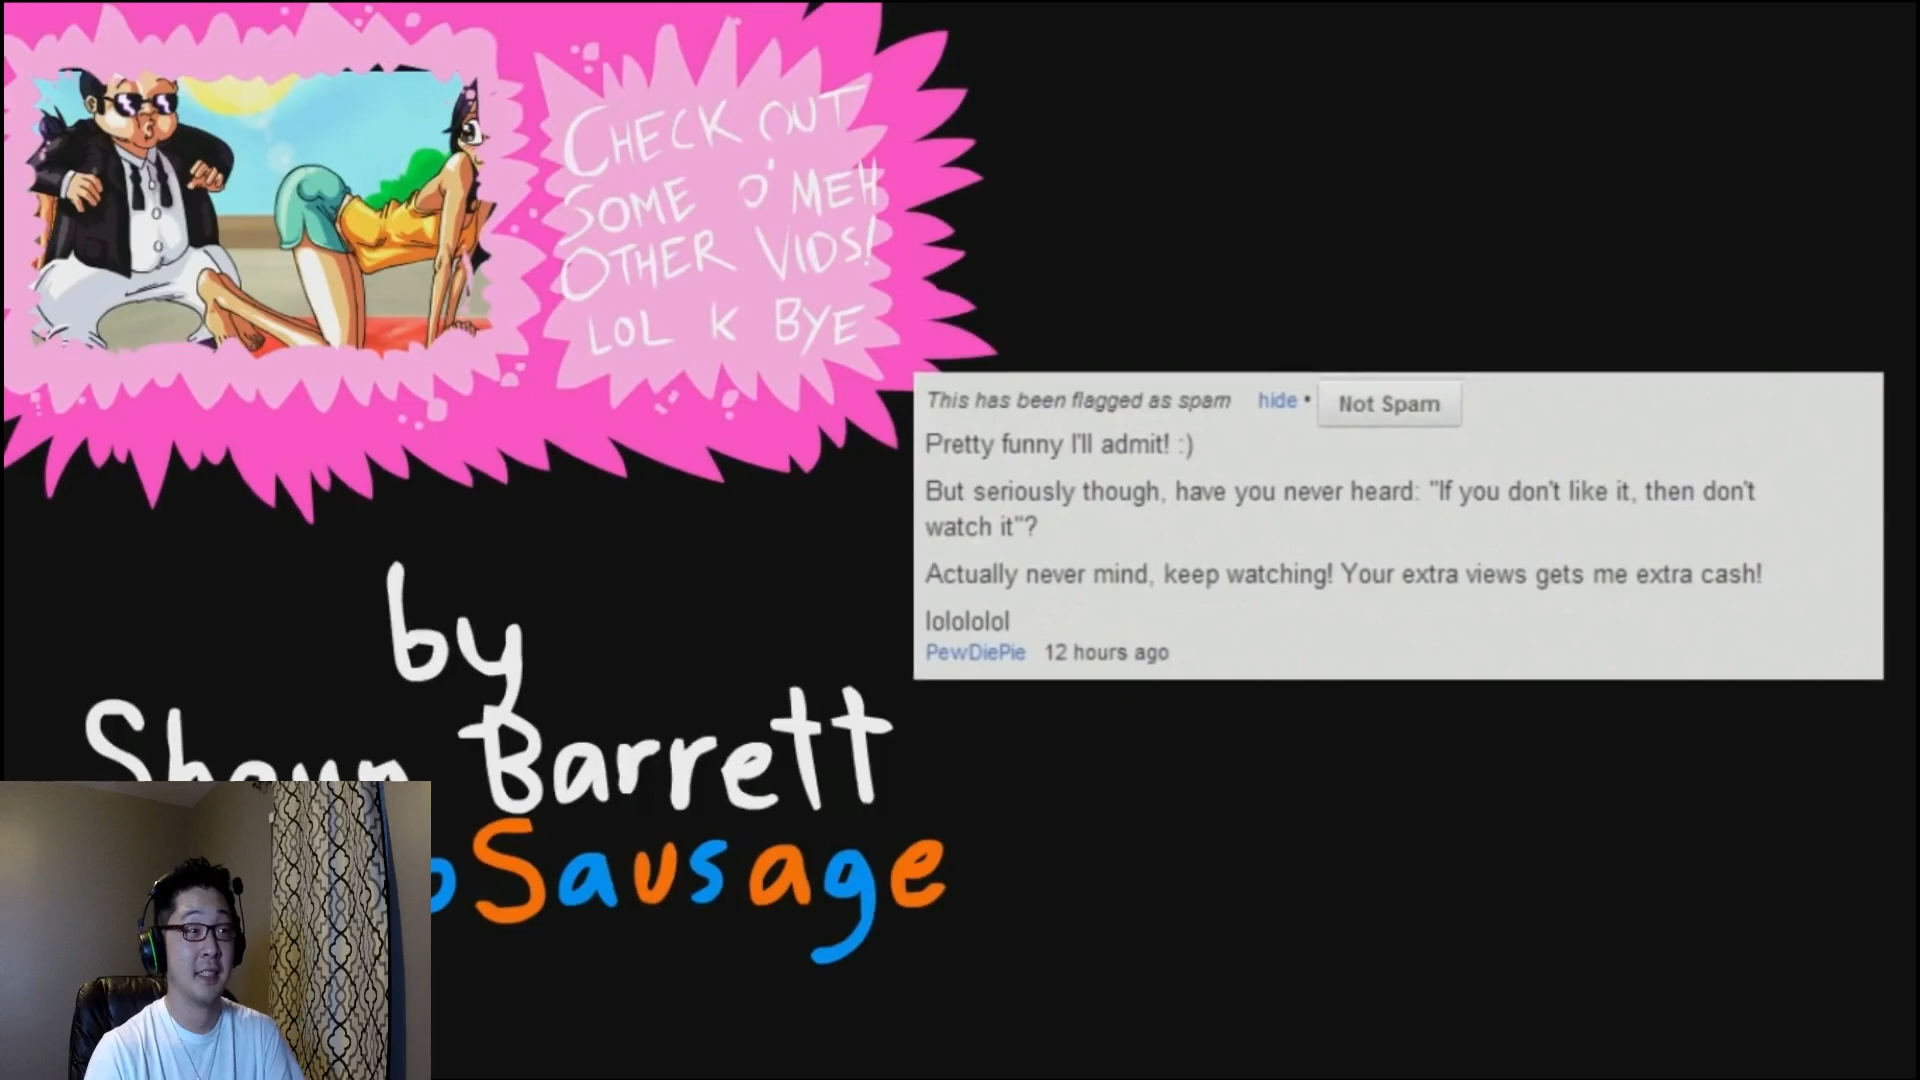 CHECK OUT
SOME O' MEH
OTHER VIDS!
LOL K BYE
This has been flagged as spam hide • Not Spam
Pretty funny I'll admit! :)
But seriously though, have you never heard: "If you don't like it, then don't
watch it"?
Actually never mind, keep watching! Your extra views gets me extra cash!
lolololol
PewDiePie 12 hours ago
by
Shaun Barrett
oSausage